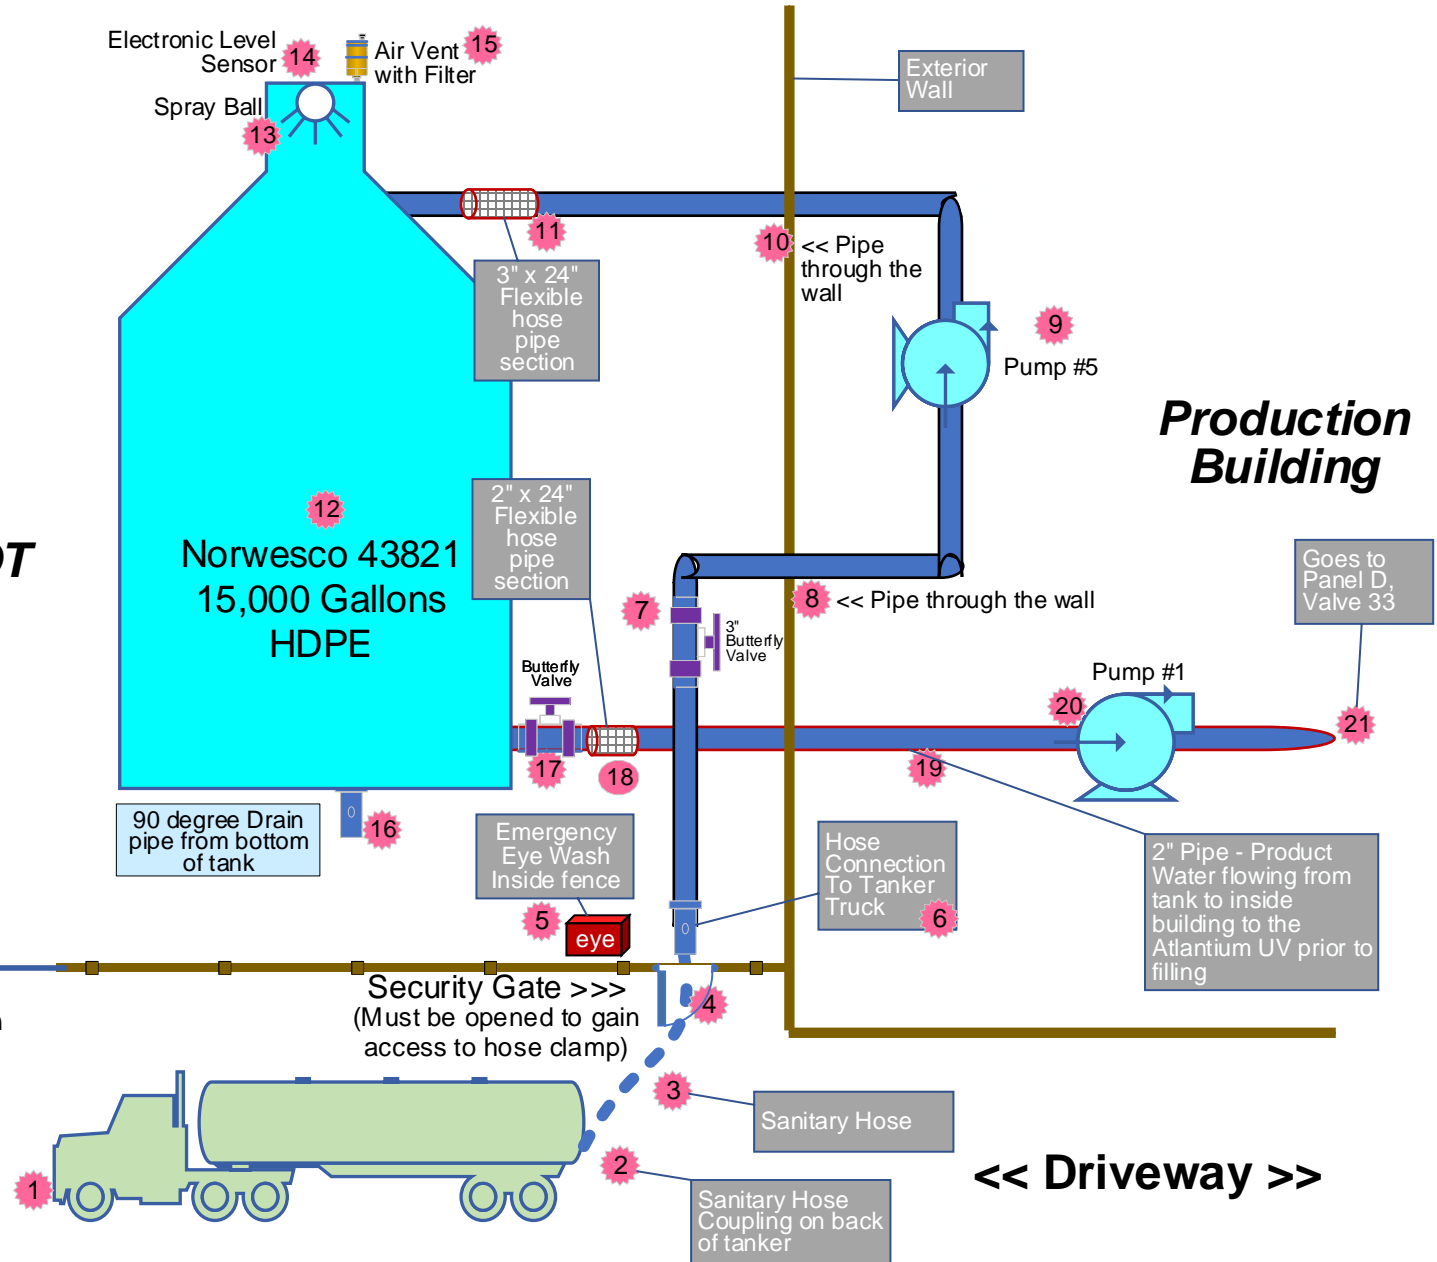 Electronic Level
Sensor
14
Air Vent
with Filter
15
Spray Ball
13
Exterior
Wall
11
3" x 24"
Flexible
hose
pipe
section
10
<< Pipe
through the
wall
9
Pump #5
Production
Building
12
Norwesco 43821
15,000 Gallons
HDPE
2" x 24"
Flexible
hose
pipe
section
OT
7
3"
Butterfly
Valve
8
<< Pipe through the wall
Goes to
Panel D,
Valve 33
Butterfly
Valve
17
18
19
Pump #1
20
21
90 degree Drain
pipe from bottom
of tank
16
Emergency
Eye Wash
Inside fence
5
eye
Hose
Connection
To Tanker
Truck
6
2" Pipe - Product
Water flowing from
tank to inside
building to the
Atlantium UV prior to
filling
Security Gate >>>
(Must be opened to gain
access to hose clamp)
4
3
Sanitary Hose
1
2
Sanitary Hose
Coupling on back
of tanker
<< Driveway >>